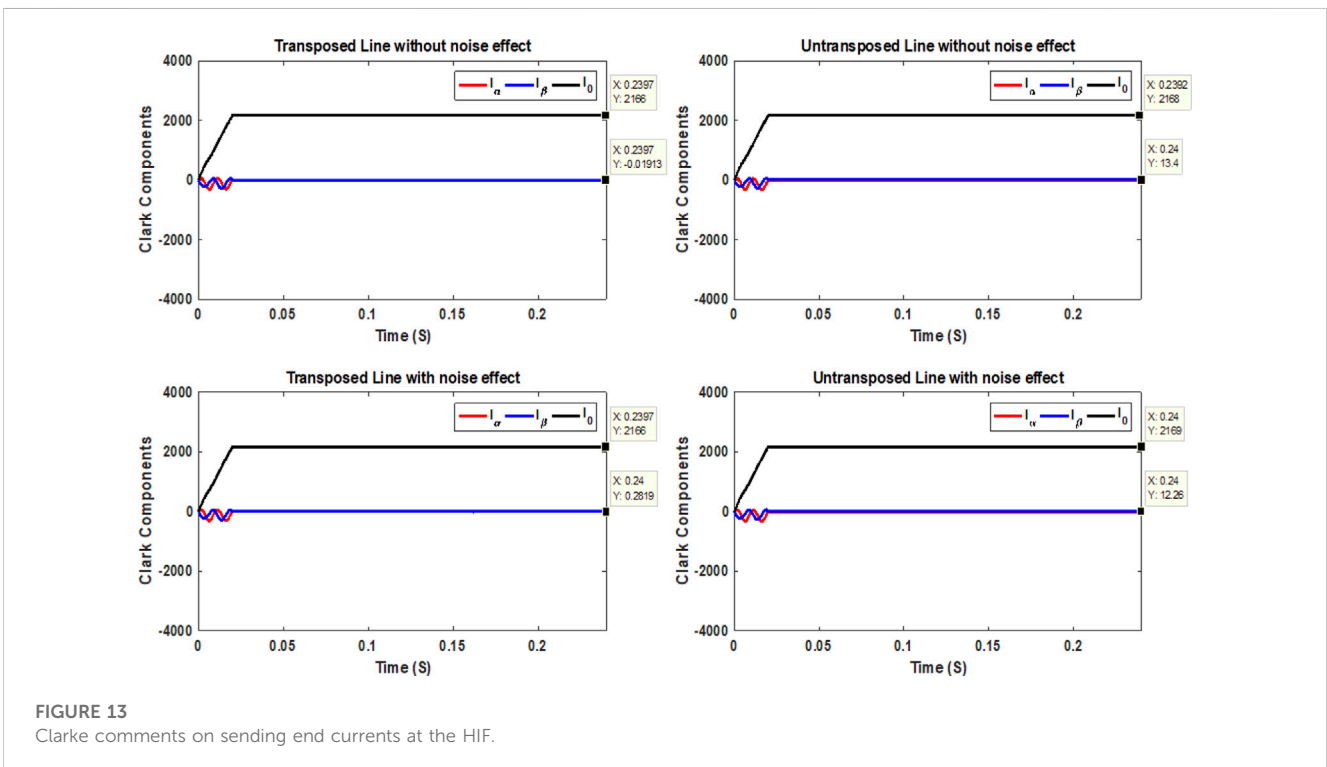 Transposed Line without noise effect
4000
2000
0
-2000
-4000
Clark Components
I α I β I 0
X: 0.2397
Y: 2166
X: 0.2397
Y: -0.01913
0 0.05 0.1 0.15 0.2
Time (S)
Untransposed Line without noise effect
4000
2000
0
-2000
-4000
Clark Components
I α I β I 0
X: 0.2392
Y: 2168
X: 0.24
Y: 13.4
0 0.05 0.1 0.15 0.2
Time (S)
Transposed Line with noise effect
4000
2000
0
-2000
-4000
Clark Components
I α I β I 0
X: 0.2397
Y: 2166
X: 0.24
Y: 0.2819
0 0.05 0.1 0.15 0.2
Time (S)
Untransposed Line with noise effect
4000
2000
0
-2000
-4000
Clark Components
I α I β I 0
X: 0.24
Y: 2169
X: 0.24
Y: 12.26
0 0.05 0.1 0.15 0.2
Time (S)
FIGURE 13
Clarke comments on sending end currents at the HIF.